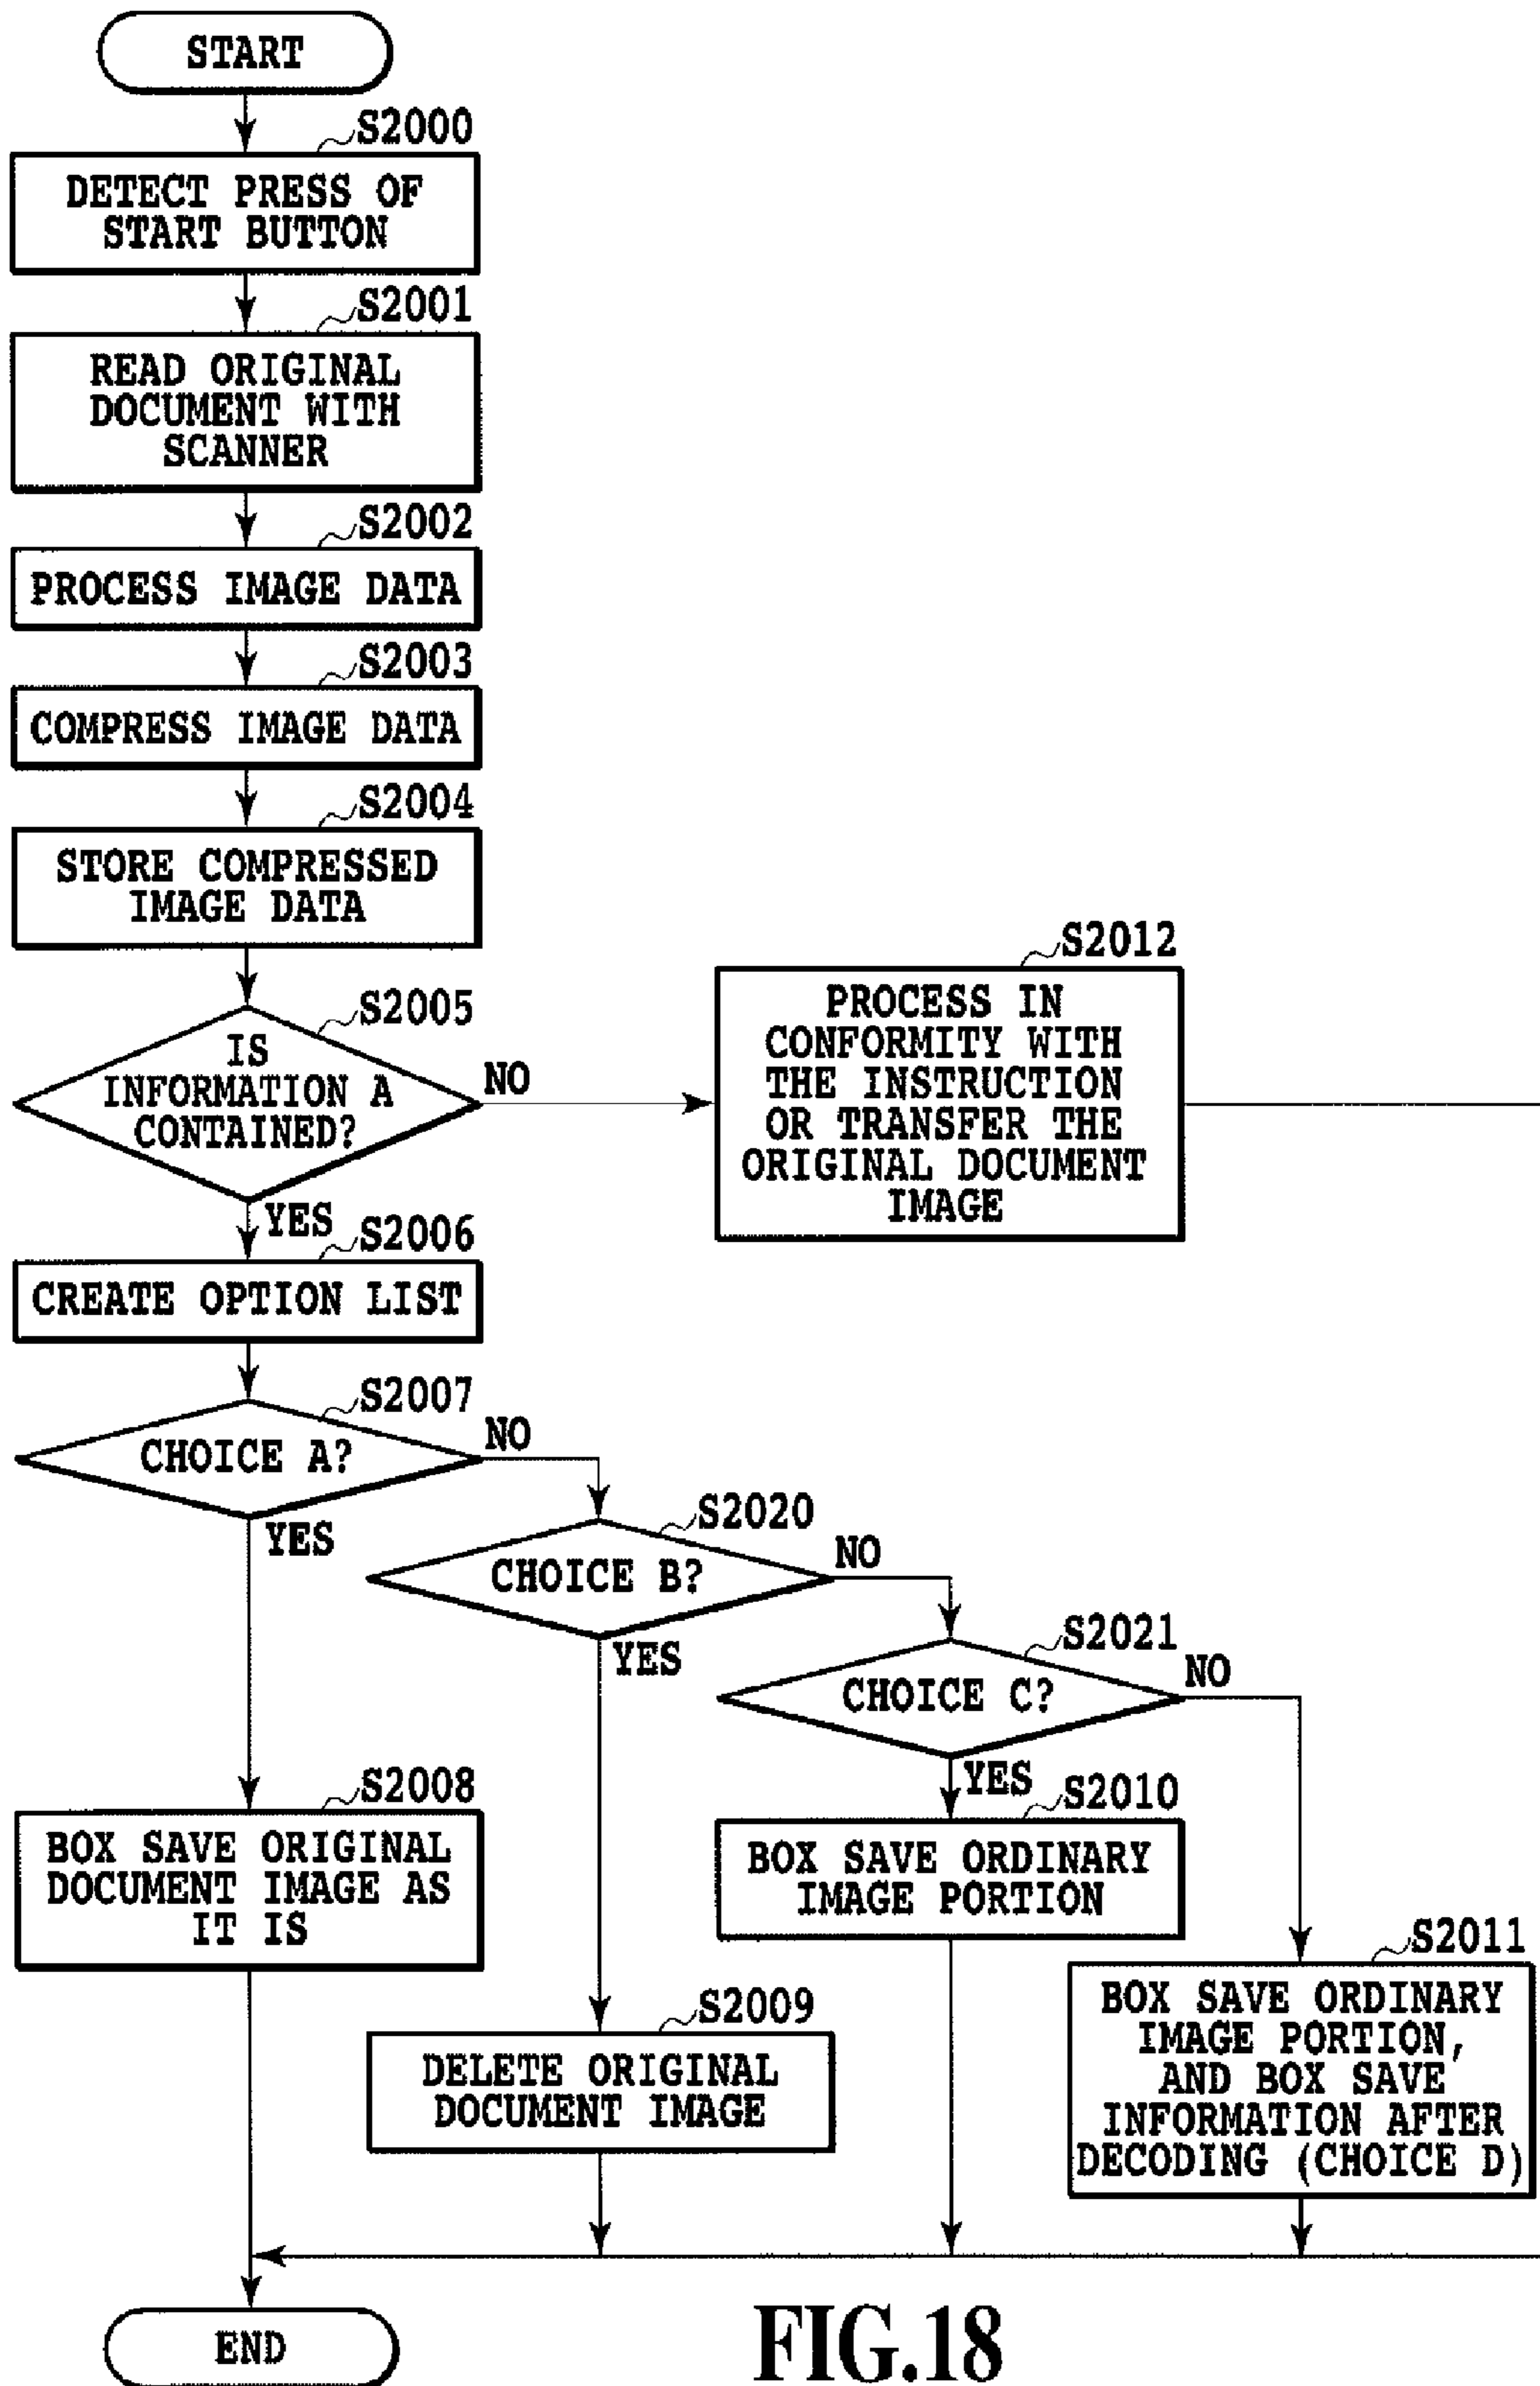 START
S2000
DETECT PRESS OF
START BUTTON
S2001
READ ORIGINAL
DOCUMENT WITH
SCANNER
S2002
PROCESS IMAGE DATA
S2003
COMPRESS IMAGE DATA
S2004
STORE COMPRESSED
IMAGE DATA
S2005
IS
INFORMATION A
CONTAINED?
NO
YES
S2012
PROCESS IN
CONFORMITY WITH
THE INSTRUCTION
OR TRANSFER THE
ORIGINAL DOCUMENT
IMAGE
S2006
CREATE OPTION LIST
S2007
CHOICE A?
NO
YES
S2020
CHOICE B?
NO
YES
S2021
CHOICE C?
NO
YES
S2008
BOX SAVE ORIGINAL
DOCUMENT IMAGE AS
IT IS
S2010
BOX SAVE ORDINARY
IMAGE PORTION
S2009
DELETE ORIGINAL
DOCUMENT IMAGE
S2011
BOX SAVE ORDINARY
IMAGE PORTION,
AND BOX SAVE
INFORMATION AFTER
DECODING (CHOICE D)
END
FIG.18